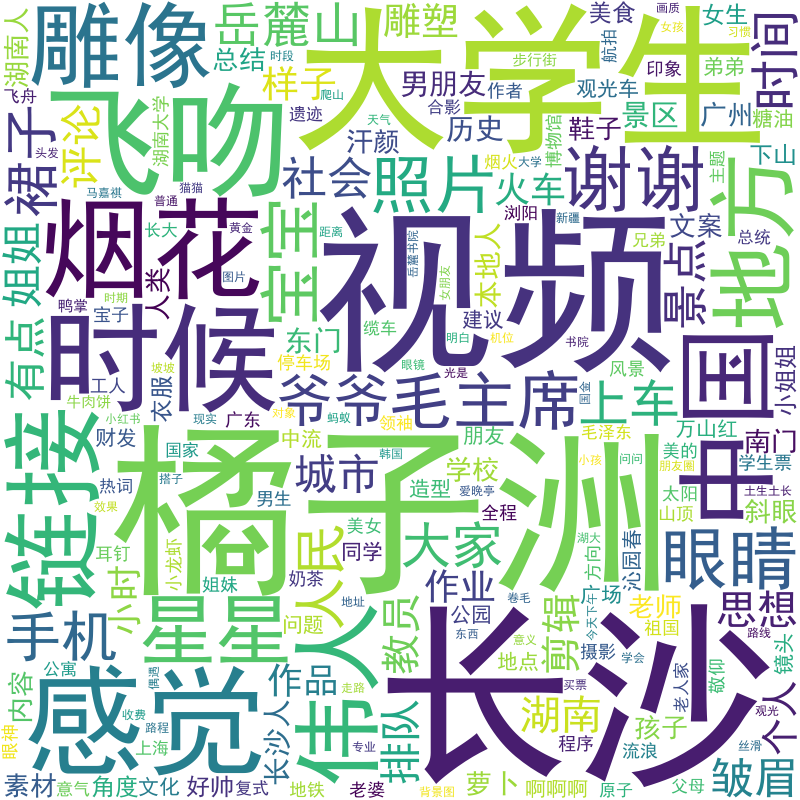 湖南人
雕像
岳麓山
雕塑
美食
画质
女孩
习惯
女生
时间
飞舟
飞吻
总结
时段
爬山
样子
男朋友
步行街
航拍
大学生
印象
弟弟
裙子
评论
湖南大学
遗迹
汗颜
合影
作者
历史
观光车
鞋子
景区
广州
糖油
头发
天气
烟火
大学
博物馆
主题
下山
马嘉祺
猫猫
普通
社会
照片
火车
谢谢
地方
姐姐
烟花
长大
黄金
距离
宝宝
岳麓书院
浏阳
女朋友
新疆
兄弟
文案
总统
有点
鸭掌
时期
人类
图片
视频
本地人
景点
宝子
时候
东门
缆车
建议
明白
机位
书院
中国
小姐姐
工人
坡坡
停车场
眼镜
光是
国金
风景
牛肉饼
衣服
爷爷
毛主席
上车
链接
小红书
现实
广东
对象
蚂蚁
领袖
毛泽东
万山红
南门
财发
国家
中流
朋友
韩国
小孩
问问
朋友圈
美的
学生票
热词
搭子
城市
学校
造型
爱晚亭
橘子洲
太阳
土生土长
斜眼
效果
男生
全程
山顶
耳钉
小龙虾
美女
人民
同学
大家
湖大
方向
沁园春
眼睛
小时
姐妹
奶茶
作业
今天下午
广场
手机
星星
问题
伟人
地址
教员
公园
卷毛
剪辑
老师
祖国
思想
东西
意义
路线
公寓
偶遇
内容
作品
走路
排队
地点
摄影
敬仰
镜头
个人
感觉
收费
长沙人
长沙
湖南
学会
老人家
眼神
路程
程序
买票
孩子
观光
上海
专业
流浪
丝滑
素材
意气
角度
文化
好帅
复式
地铁
背景图
老婆
萝卜
啊啊啊
原子
父母
皱眉